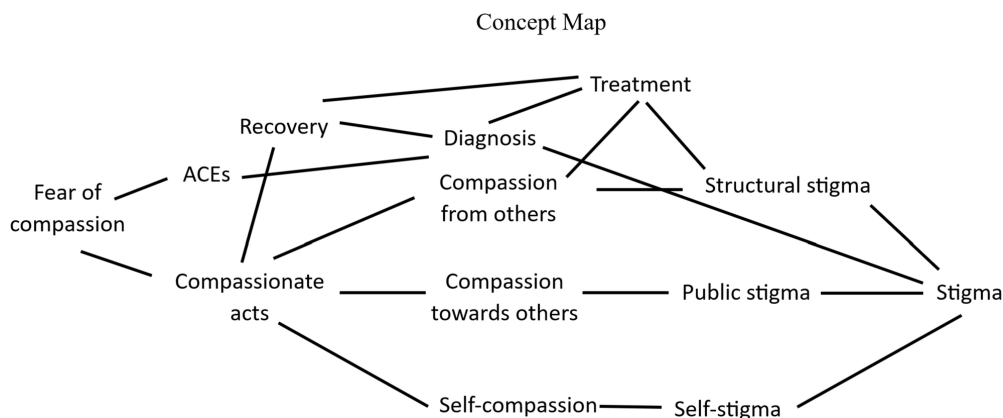 Concept Map
Treatment
Recovery
Diagnosis
ACEs
Fear of
compassion
Compassion
from others
Structural stigma
Compassionate
acts
Compassion
towards others
Public stigma
Stigma
Self-compassion
Self-stigma